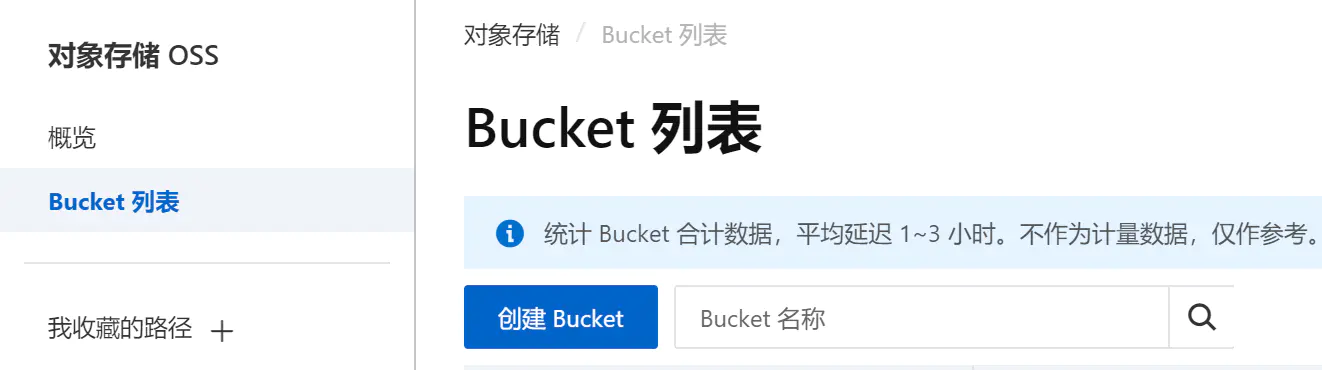 对象存储 OSS
概览
Bucket 列表
我收藏的路径
对象存储 / Bucket 列表
Bucket 列表
统计 Bucket 合计数据，平均延迟 1~3 小时。不作为计量数据，仅作参考。
创建 Bucket
Bucket 名称